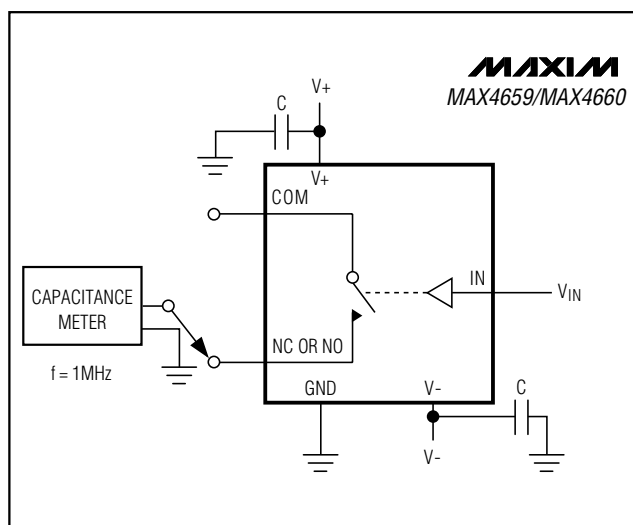 MAXIM
MAX4659/MAX4660
V+
C
V+
COM
IN
VIN
CAPACITANCE
METER
NC OR NO
f = 1MHz
GND
V-
C
V-